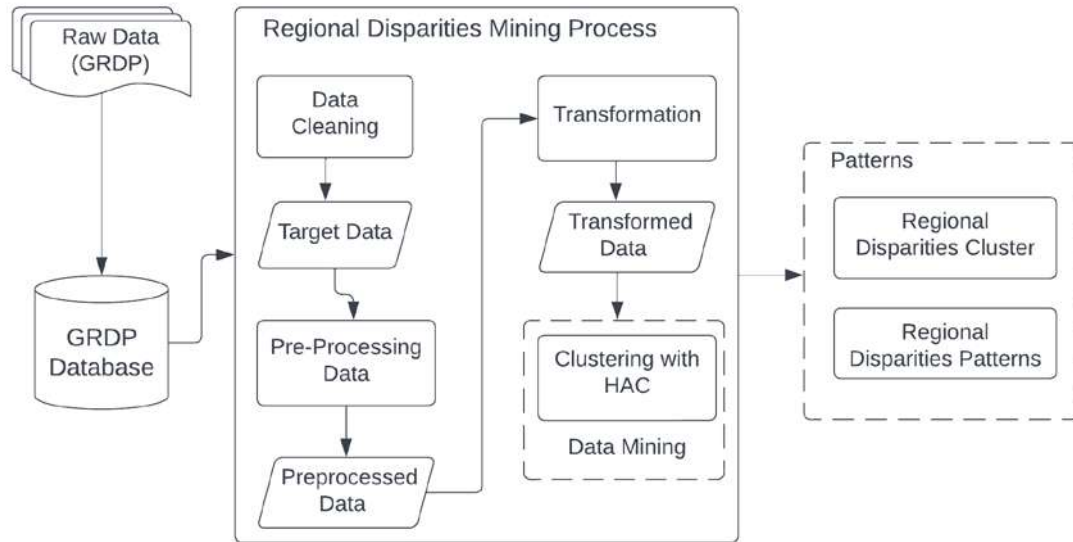 Raw Data
(GRDP)
GRDP
Database
Regional Disparities Mining Process
Data
Cleaning
Target Data
Pre-Processing
Data
Preprocessed
Data
Transformation
Transformed
Data
Clustering with
HAC
Data Mining
Patterns
Regional
Disparities Cluster
Regional
Disparities Patterns